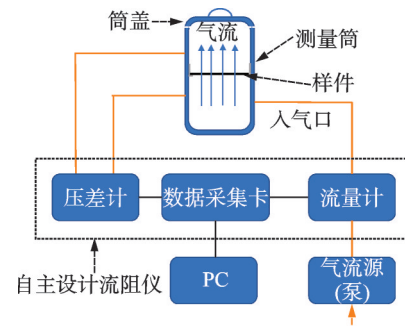 筒盖
气流
测量筒
样件
入气口
压差计
数据采集卡
流量计
自主设计流阻仪
PC
气流源
(泵)